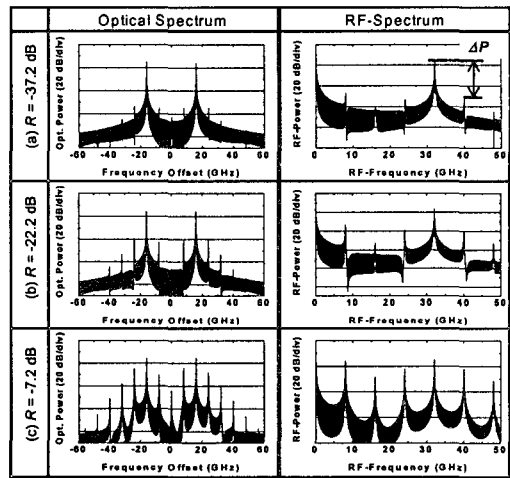 Optical Spectrum RF-Spectrum
(a) R = -37.2 dB
Opt. Power (20 dB/div)
-60 -40 -20 0 20 40 60
Frequency Offset (GHz)
RF-Power (20 dB/div)
ΔP
0 10 20 30 40 50
RF-Frequency (GHz)
(b) R = -22.2 dB
Opt. Power (20 dB/div)
-60 -40 -20 0 20 40 60
Frequency Offset (GHz)
RF-Power (20 dB/div)
0 10 20 30 40 50
RF-Frequency (GHz)
(c) R = -7.2 dB
Opt. Power (20 dB/div)
-60 -40 -20 0 20 40 60
Frequency Offset (GHz)
RF-Power (20 dB/div)
0 10 20 30 40 50
RF-Frequency (GHz)